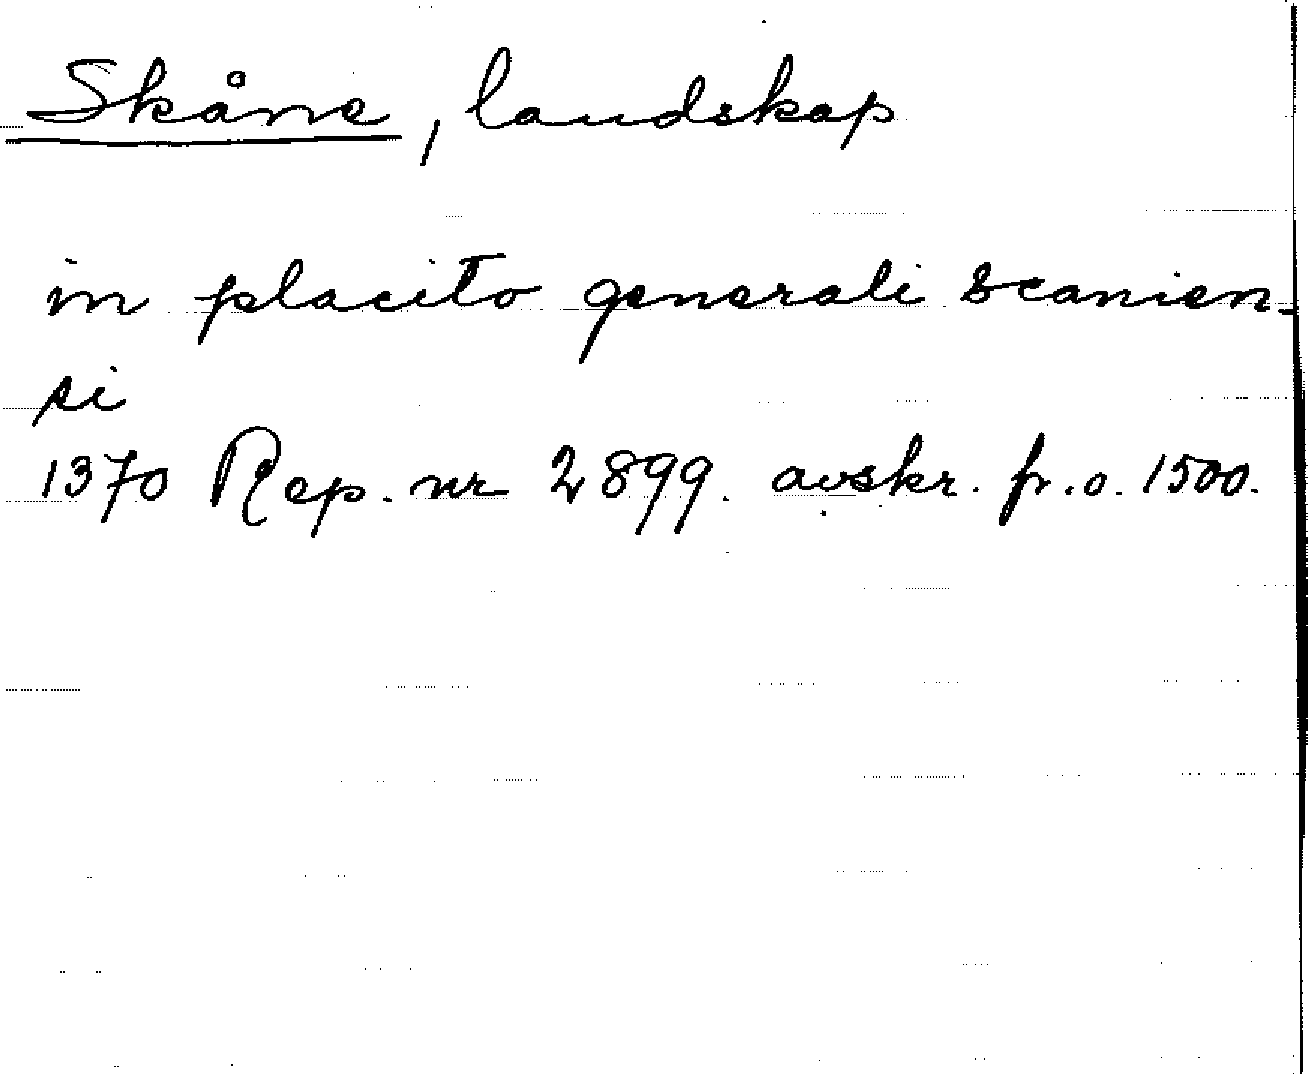 Skåne, landskap
in placito generali scanien-
si
1370 Rep. nr 2899. avskr. fr. o. 1500.